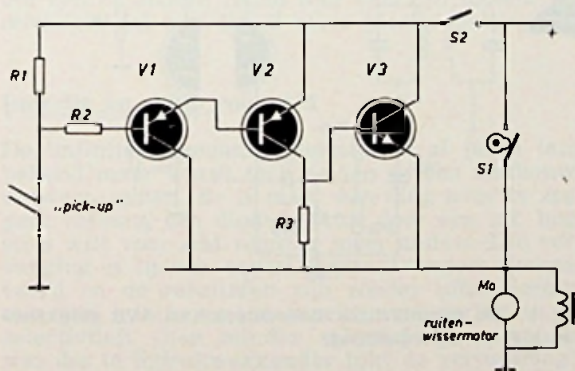 S2
+
R1
V1
V2
V3
R2
S1
„pick-up"
R3
Mo
ruiten-
wissermotor